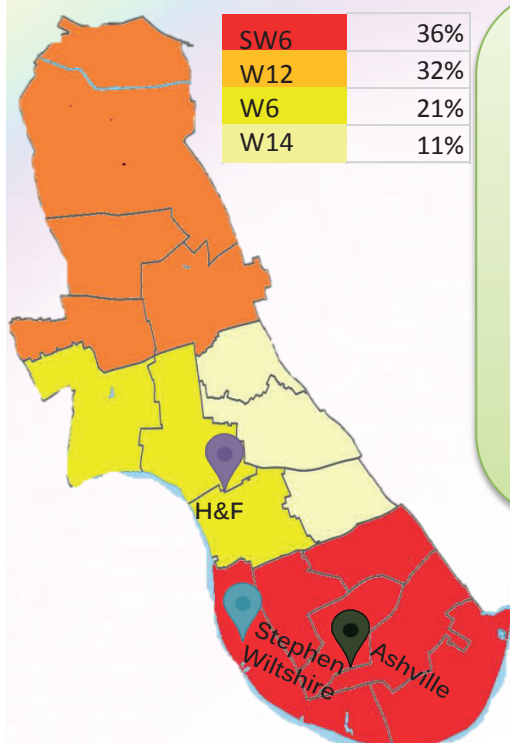 SW6 36%
W12 32%
W6 21%
W14 11%
H&F
Stephen
Wiltshire
Ashville